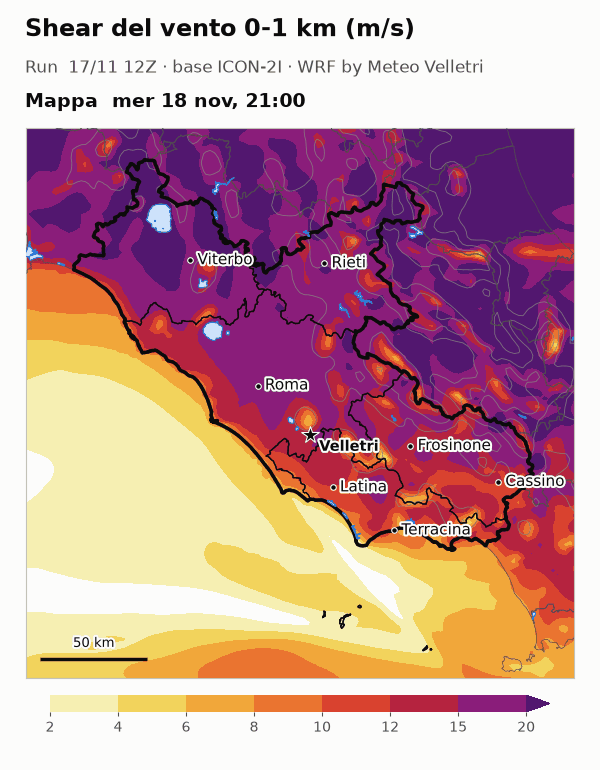 Shear del vento 0-1 km (m/s)
Run  17/11 12Z · base ICON-2I · WRF by Meteo Velletri
Mappa  mer 18 nov, 21:00
Viterbo
Rieti
Roma
Velletri
Frosinone
Latina
Cassino
Terracina
50 km
2 4 6 8 10 12 15 20